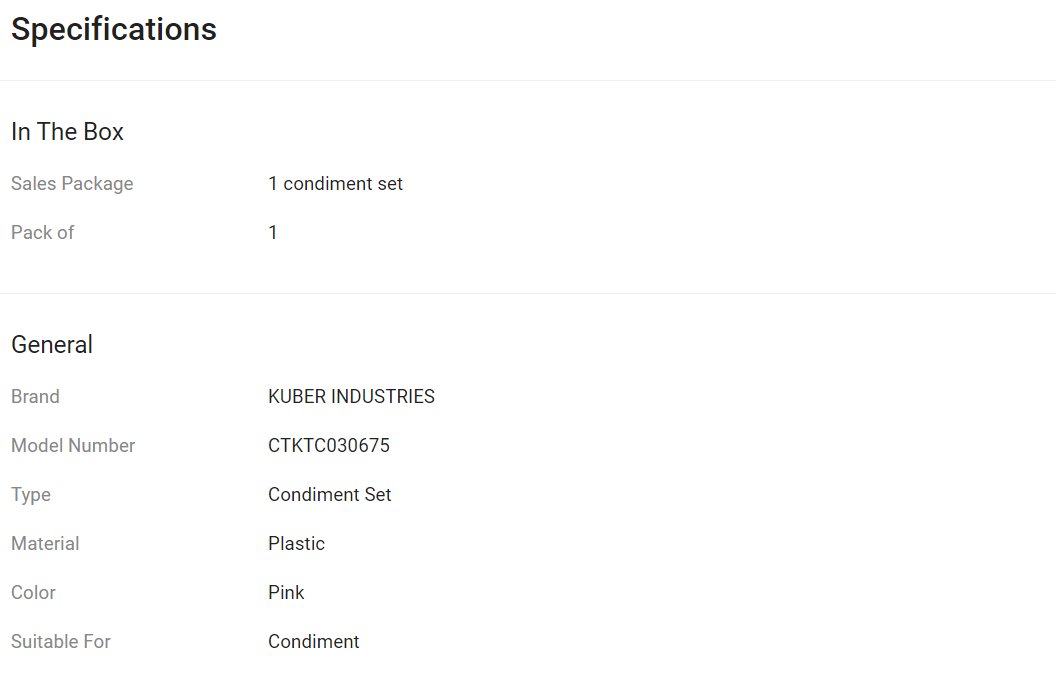 Specifications
In The Box
Sales Package 1 condiment set
Pack of 1
General
Brand KUBER INDUSTRIES
Model Number CTKTC030675
Type Condiment Set
Material Plastic
Color Pink
Suitable For Condiment